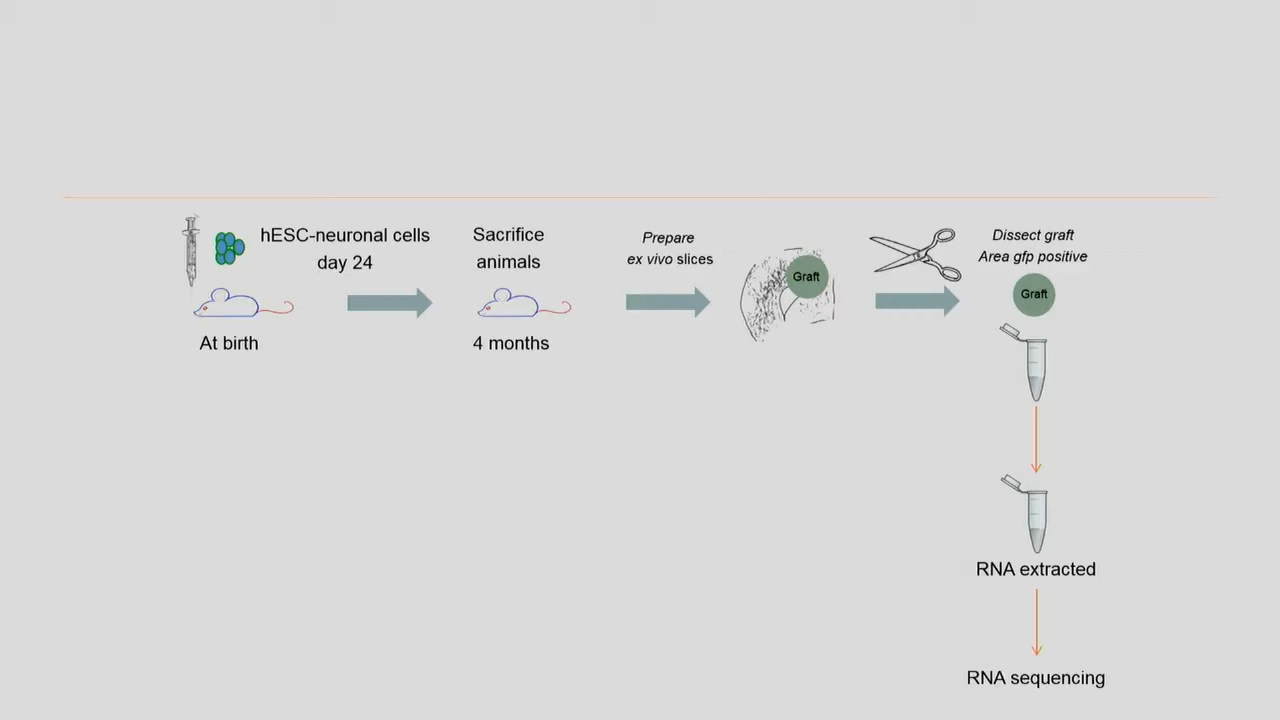 hESC-neuronal cells
day 24
At birth
Sacrifice
animals
4 months
Prepare
ex vivo slices
Graft
Dissect graft
Area gfp positive
Graft
RNA extracted
RNA sequencing